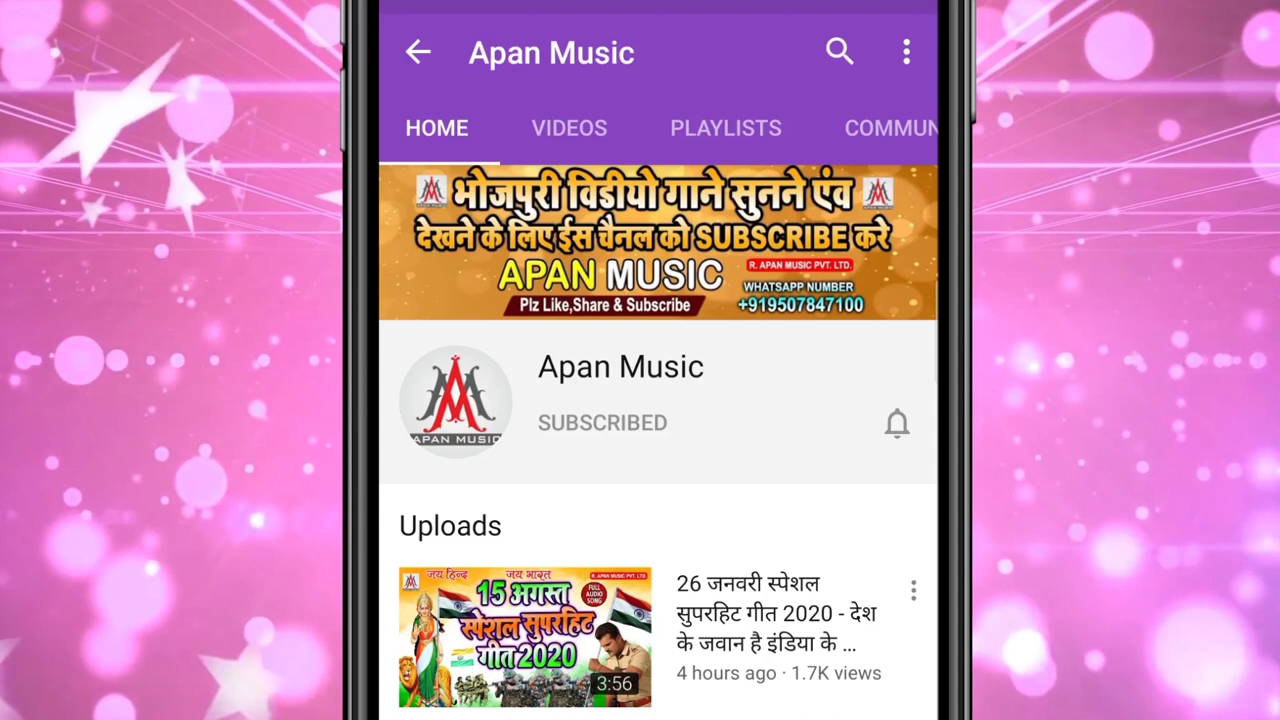 Apan Music
HOME VIDEOS PLAYLISTS COMMUN
भोजपुरी विडीयो गाने सुनने एंव
देखने के लिए ईस चैनल को SUBSCRIBE करे
APAN MUSIC
R. APAN MUSIC PVT. LTD.
WHATSAPP NUMBER
+919507847100
Plz Like,Share & Subscribe
Apan Music
SUBSCRIBED
APAN MUSIC
Uploads
जय हिन्द जय भारत
R. APAN MUSIC PVT. LTD
15 अगस्त
FULL
AUDIO
SONG
स्पेशल सुपरहिट
गीत 2020
3:56
26 जनवरी स्पेशल
सुपरहिट गीत 2020 - देश
के जवान है इंडिया के ...
4 hours ago · 1.7K views